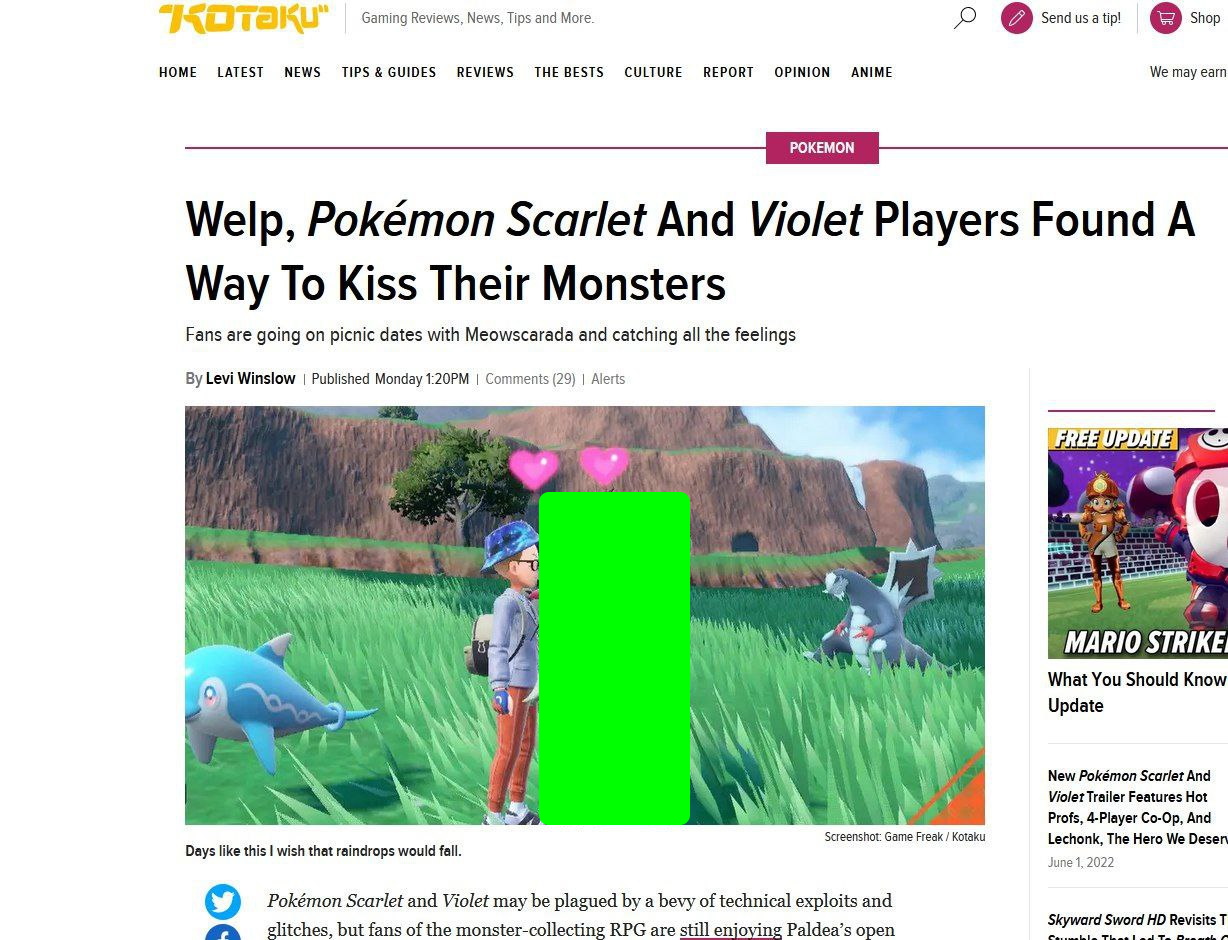 KOTAKU
Gaming Reviews, News, Tips and More.
Send us a tip!
Shop
HOME LATEST NEWS TIPS & GUIDES REVIEWS THE BESTS CULTURE REPORT OPINION ANIME
We may earn
POKEMON
Welp, Pokémon Scarlet And Violet Players Found A
Way To Kiss Their Monsters
Fans are going on picnic dates with Meowscarada and catching all the feelings
By Levi Winslow | Published Monday 1:20PM | Comments (29) | Alerts
Screenshot: Game Freak / Kotaku
Days like this I wish that raindrops would fall.
Pokémon Scarlet and Violet may be plagued by a bevy of technical exploits and
glitches, but fans of the monster-collecting RPG are still enjoying Paldea's open
FREE UPDATE
MARIO STRIKE
What You Should Know
Update
New Pokémon Scarlet And
Violet Trailer Features Hot
Profs, 4-Player Co-Op, And
Lechonk, The Hero We Deserv
June 1, 2022
Skyward Sword HD Revisits T
Stumble That Led To Breath